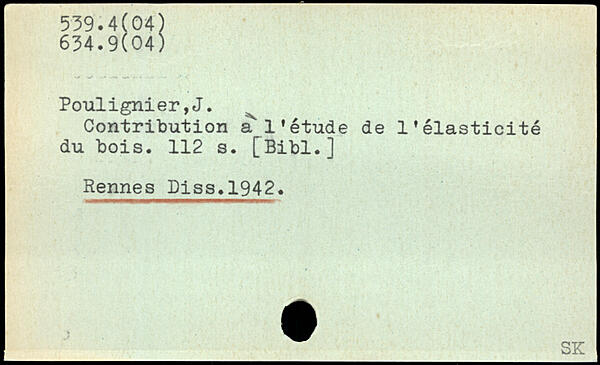 539.4(04)
634.9(04)
Poulignier,J.
Contribution à l'étude de l'élasticité
du bois. 112 s. [Bibl.]
Rennes Diss.1942.
SK